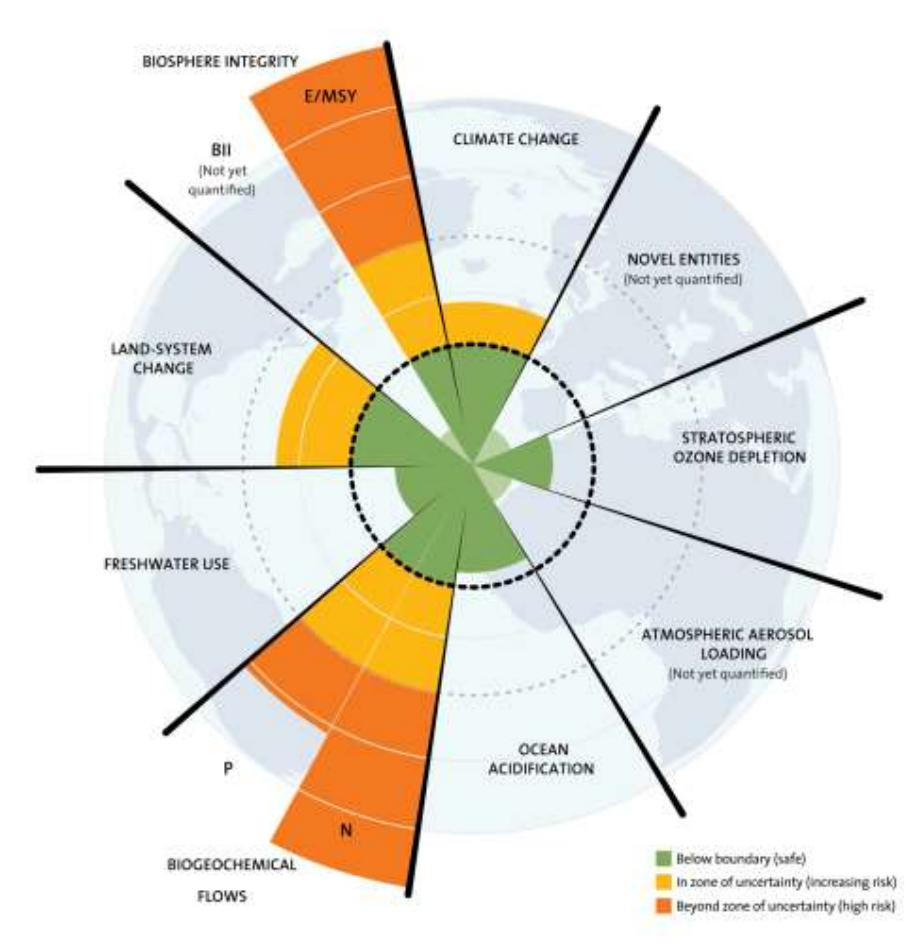 BIOSPHERE INTEGRITY
E/MSY
BII
(Not yet
quantified)
CLIMATE CHANGE
NOVEL ENTITIES
(Not yet quantified)
LAND-SYSTEM
CHANGE
STRATOSPHERIC
OZONE DEPLETION
FRESHWATER USE
ATMOSPHERIC AEROSOL
LOADING
(Not yet quantified)
OCEAN
ACIDIFICATION
P
N
BIOGEOCHEMICAL
FLOWS
Below boundary (safe)
In zone of uncertainty (increasing risk)
Beyond zone of uncertainty (high risk)